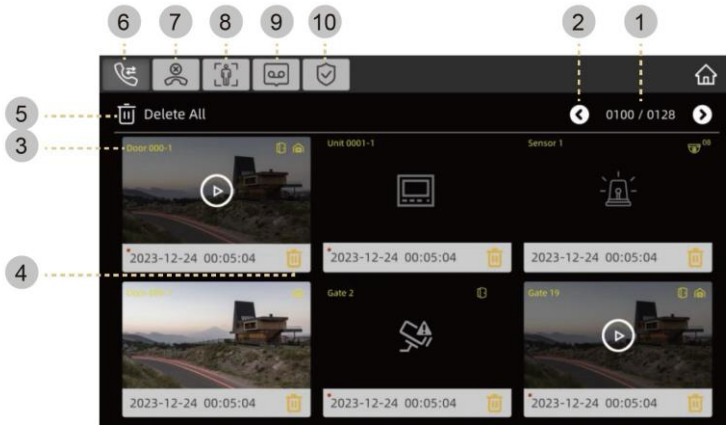 6 7 8 9 10 2 1
5 Delete All 0100 / 0128
3 Door 000-1 Unit 0001-1 Sensor 1 08
2023-12-24 00:05:04 2023-12-24 00:05:04 2023-12-24 00:05:04
4
Gate 2 Gate 19
2023-12-24 00:05:04 2023-12-24 00:05:04 2023-12-24 00:05:04